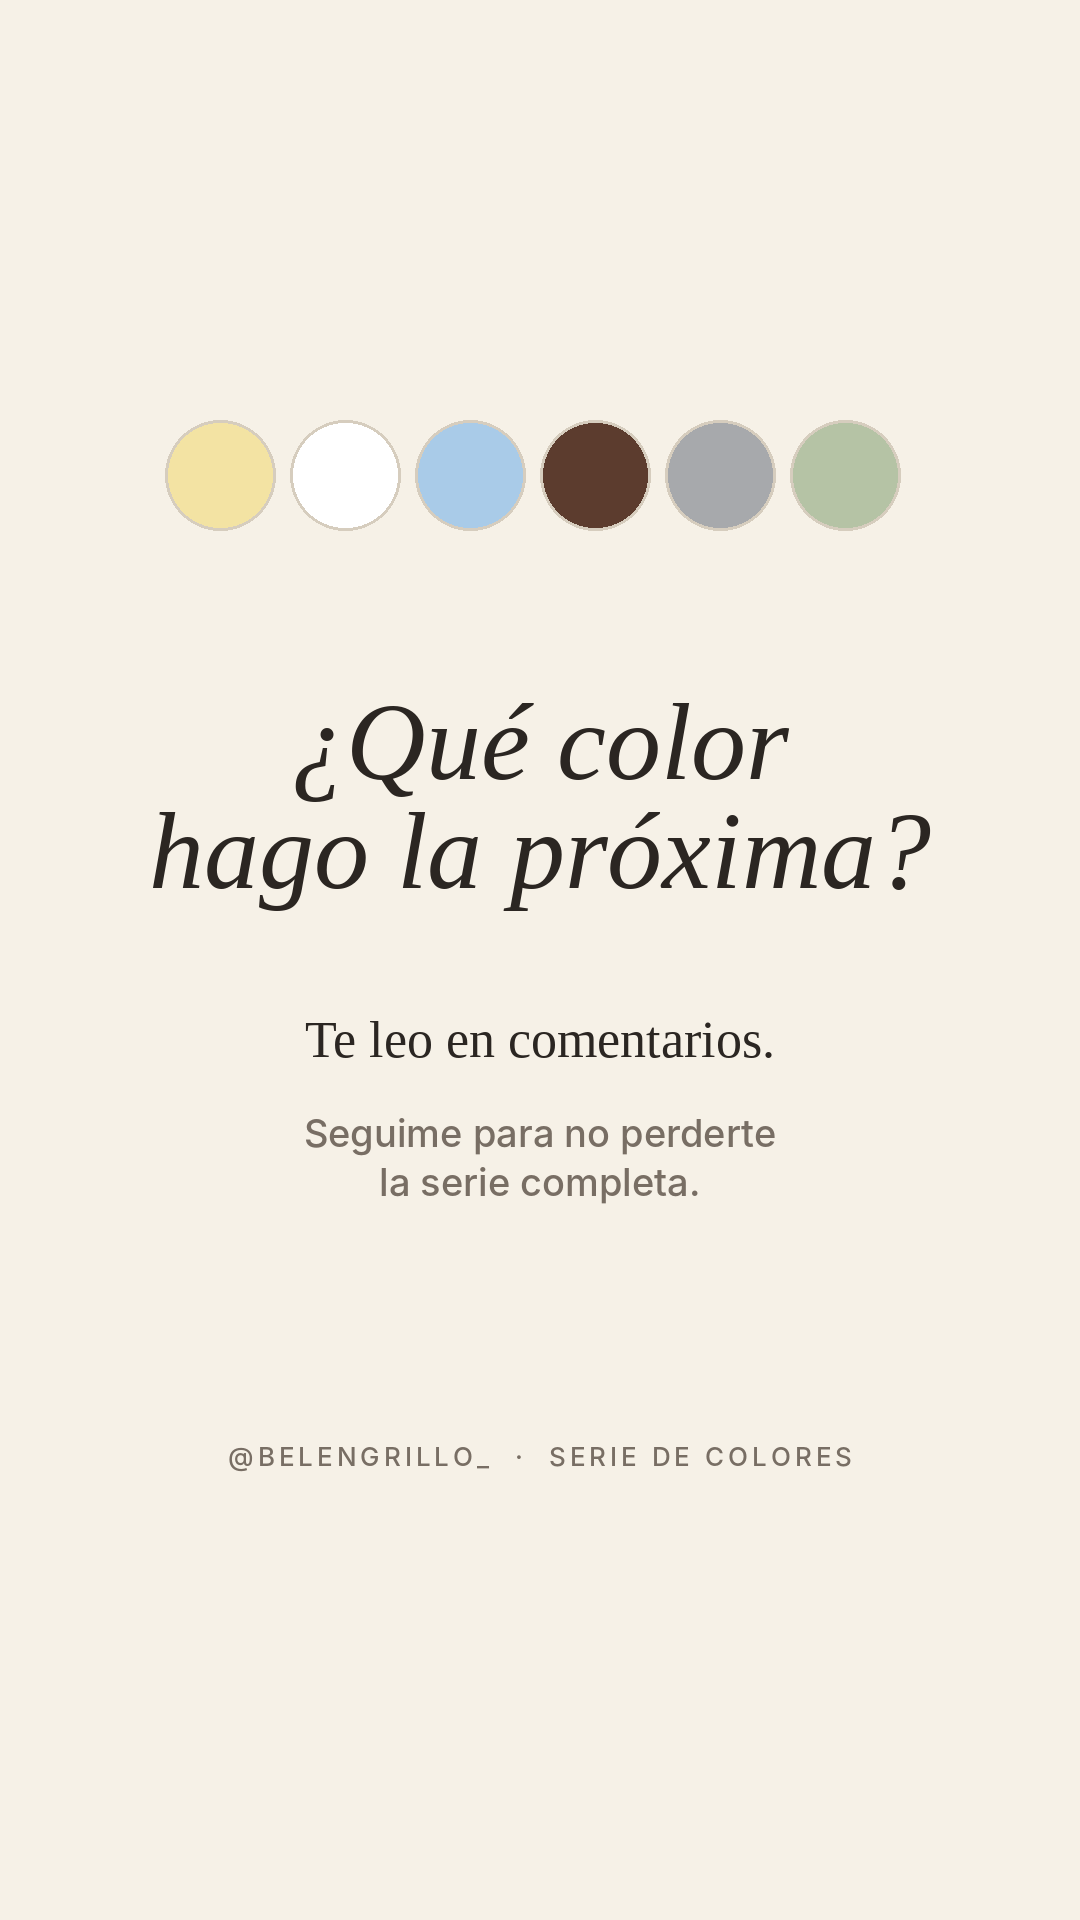 ¿Qué color
hago la próxima?
Te leo en comentarios.
Seguime para no perderte
la serie completa.
@BELENGRILLO_ · SERIE DE COLORES